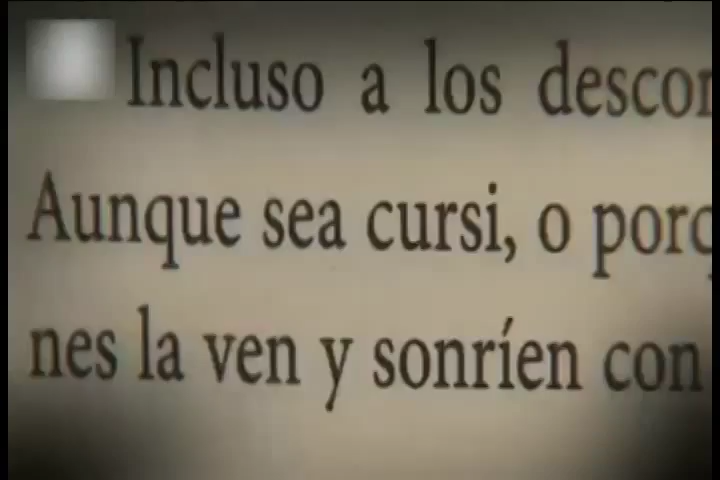 Incluso a los descon
Aunque sea cursi, o porq
nes la ven y sonríen con